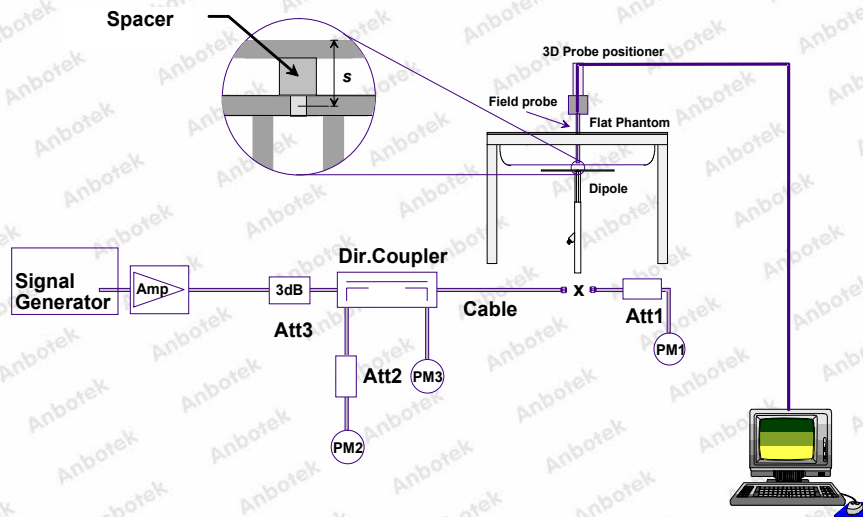 Spacer
s
3D Probe positioner
Field probe
Flat Phantom
Dipole
Signal
Generator
Amp
3dB
Att3
Dir.Coupler
Cable
x
Att1
PM1
Att2
PM3
PM2
Anbotek